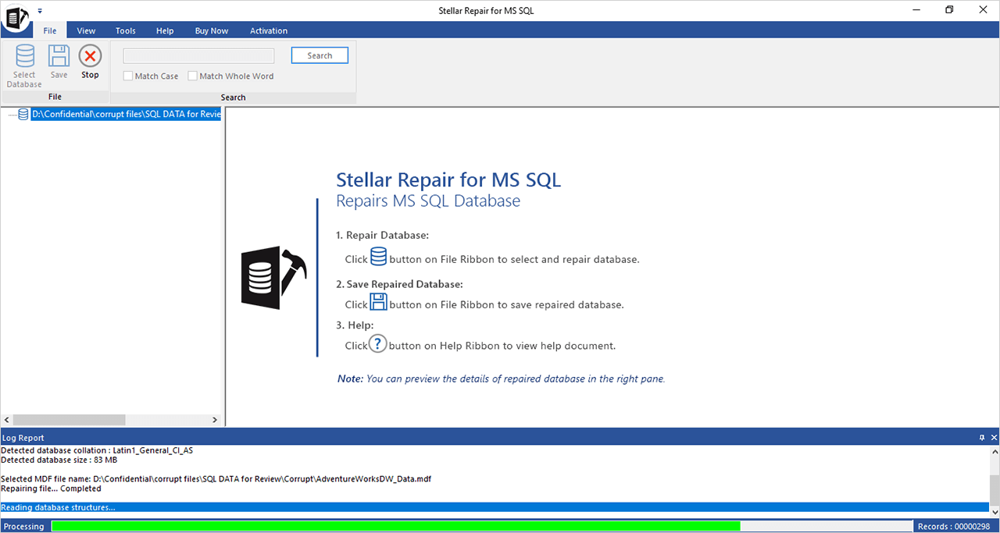 Stellar Repair for MS SQL
File View Tools Help Buy Now Activation
Select Database
Save
Stop
Search
Match Case
Match Whole Word
File
Search
D:\Confidential\corrupt files\SQL DATA for Revie
Stellar Repair for MS SQL
Repairs MS SQL Database
1. Repair Database:
Click button on File Ribbon to select and repair database.
2. Save Repaired Database:
Click button on File Ribbon to save repaired database.
3. Help:
Click ? button on Help Ribbon to view help document.
Note: You can preview the details of repaired database in the right pane.
Log Report
Detected database collation : Latin1_General_CI_AS
Detected database size : 83 MB
Selected MDF file name: D:\Confidential\corrupt files\SQL DATA for Review\Corrupt\AdventureWorksDW_Data.mdf
Repairing file... Completed
Reading database structures...
Processing
Records : 00000298